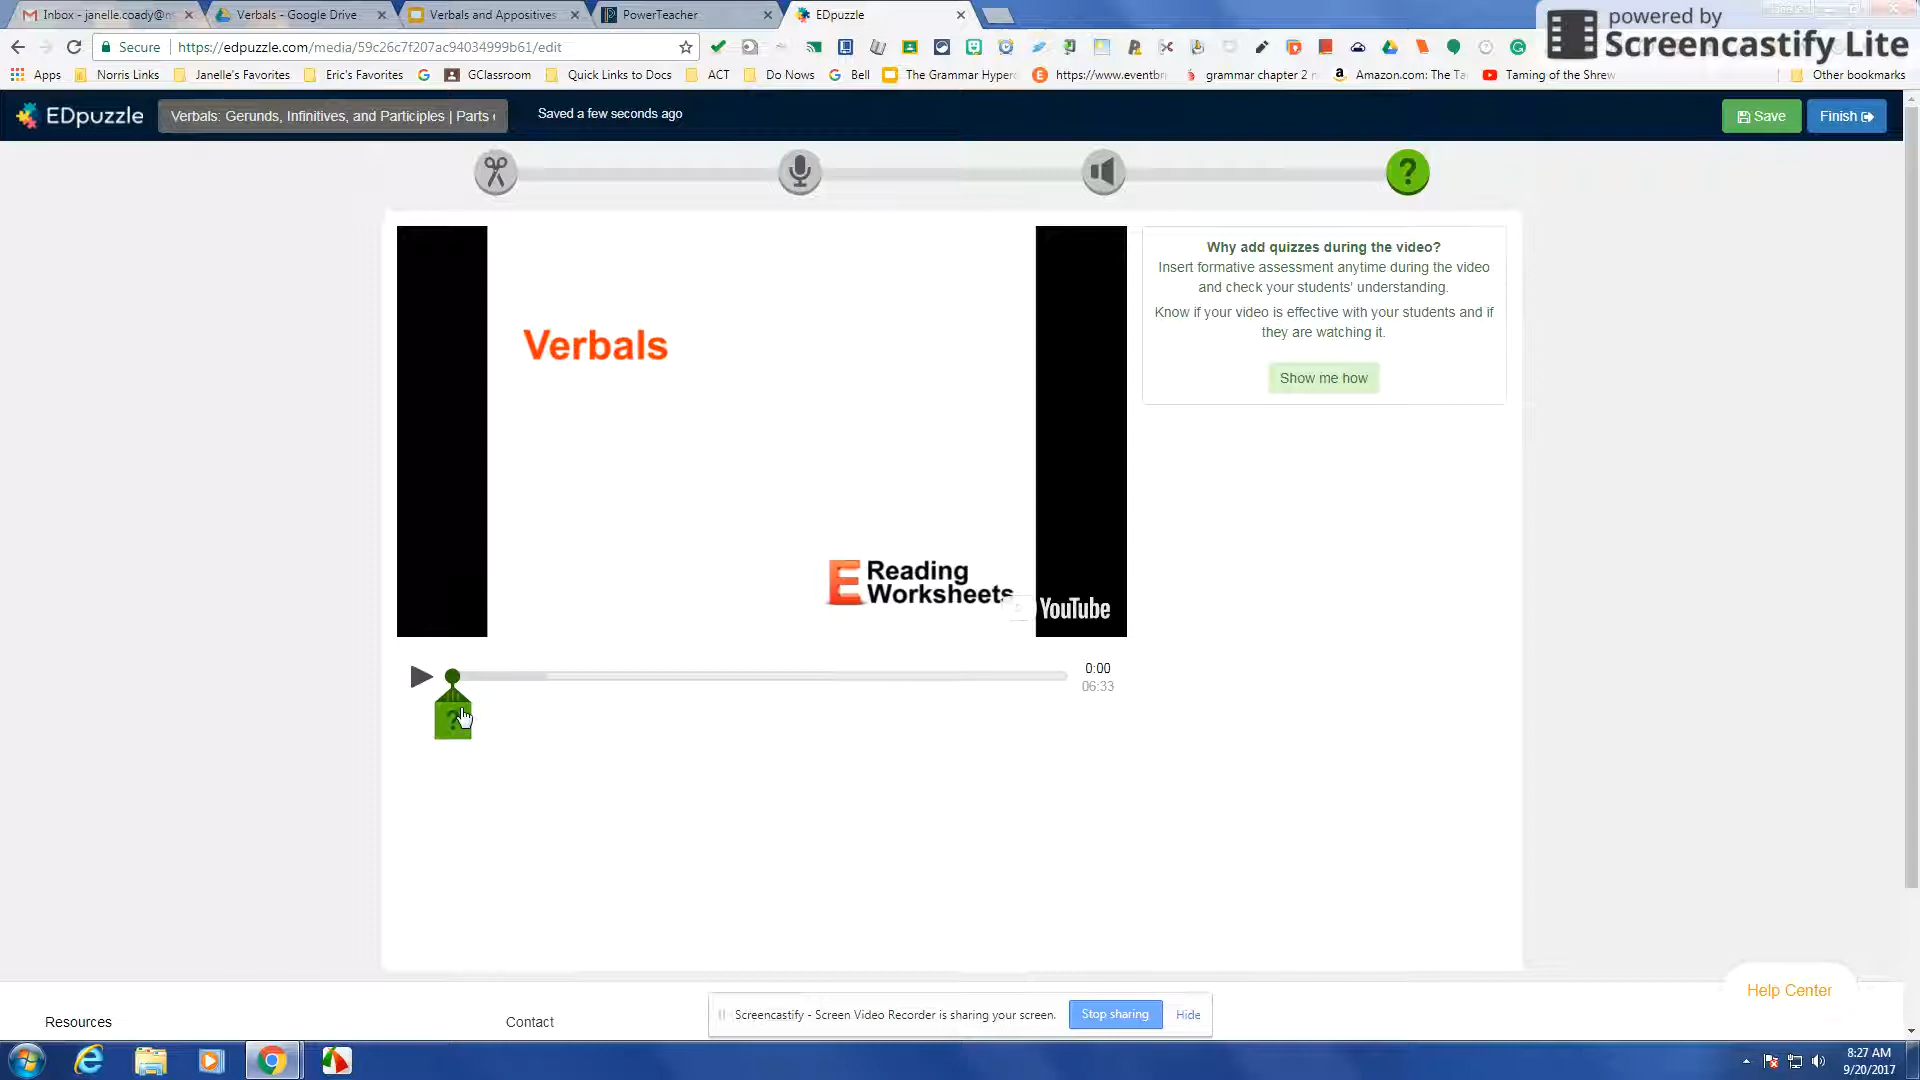 Inbox - janelle.coady@m
Verbals - Google Drive
Verbals and Appositives
PowerTeacher
EDpuzzle
powered by
Screencastify Lite
Secure
https://edpuzzle.com/media/59c26c7f207ac94034999b61/edit
Apps
Norris Links
Janelle's Favorites
Eric's Favorites
GClassroom
Quick Links to Docs
ACT
Do Nows
Bell
The Grammar Hyperd
https://www.eventbri
grammar chapter 2 n
Amazon.com: The Ta
Taming of the Shrew
Other bookmarks
EDpuzzle
Verbals: Gerunds, Infinitives, and Participles | Parts
Saved a few seconds ago
Save
Finish
?
Why add quizzes during the video?
Insert formative assessment anytime during the video
and check your students' understanding.
Know if your video is effective with your students and if
they are watching it.
Show me how
Verbals
E Reading
Worksheets
YouTube
0:00
06:33
?
Help Center
Resources
Contact
Screencastify - Screen Video Recorder is sharing your screen.
Stop sharing
Hide
8:27 AM
9/20/2017